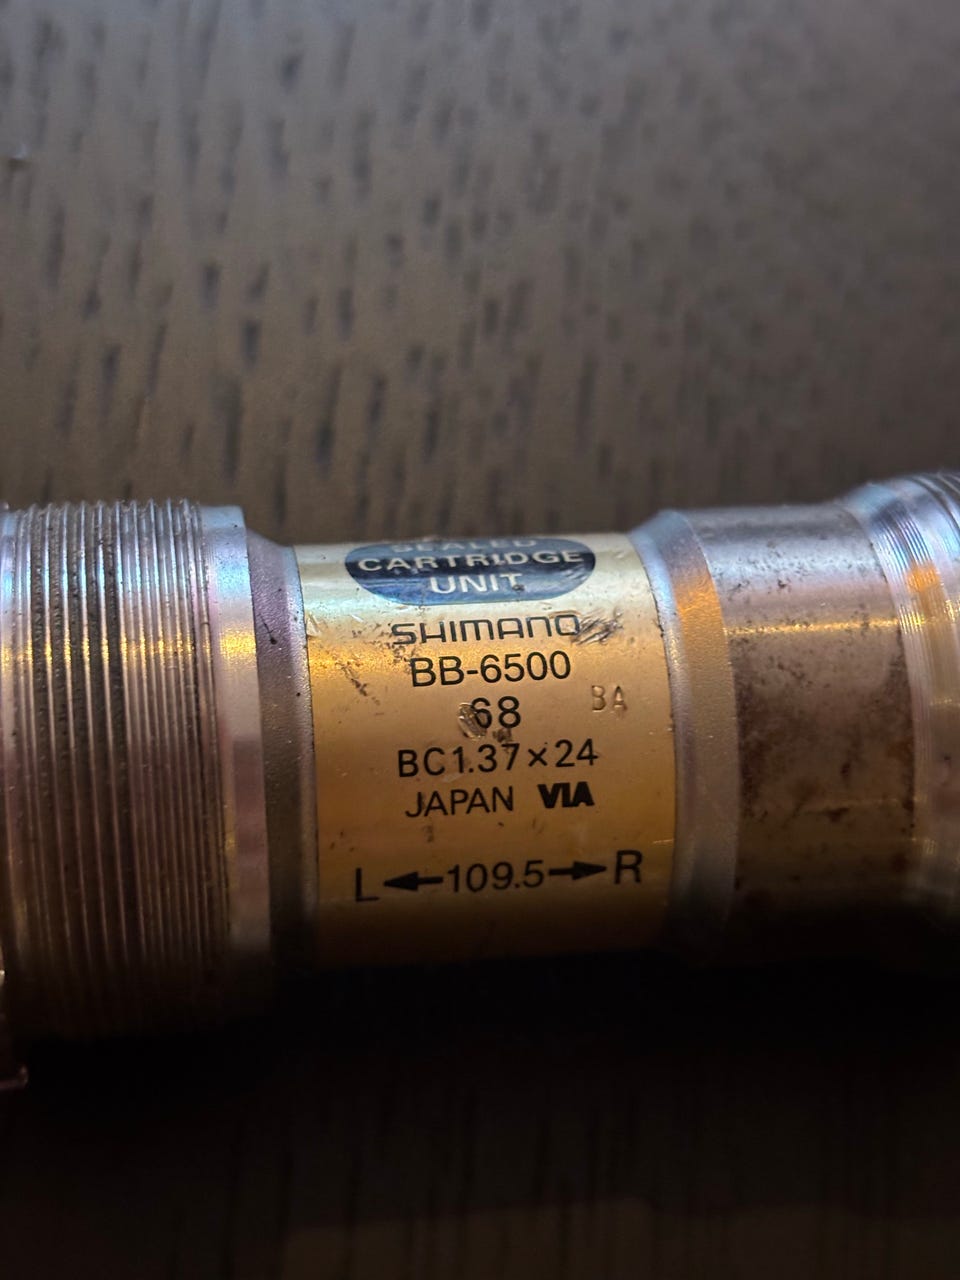 SEALED
CARTRIDGE
UNIT
SHIMANO
BB-6500
68 BA
BC1.37×24
JAPAN VIA
L ←109.5→ R